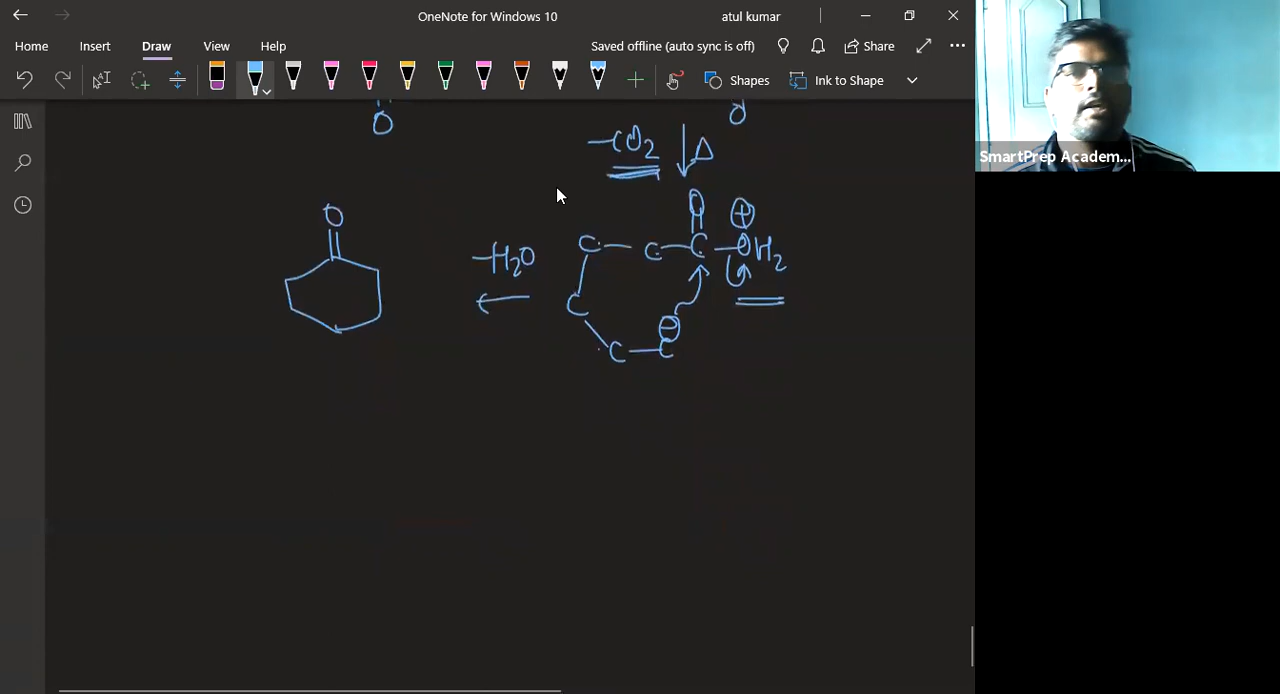 OneNote for Windows 10
atul kumar
Home Insert Draw View Help
Saved offline (auto sync is off)
Share
Shapes
Ink to Shape
SmartPrep Academ...
O
-CO2 Δ
O
O ⊕
C - C - C - OH2
-H2O
C
⊖
C - C